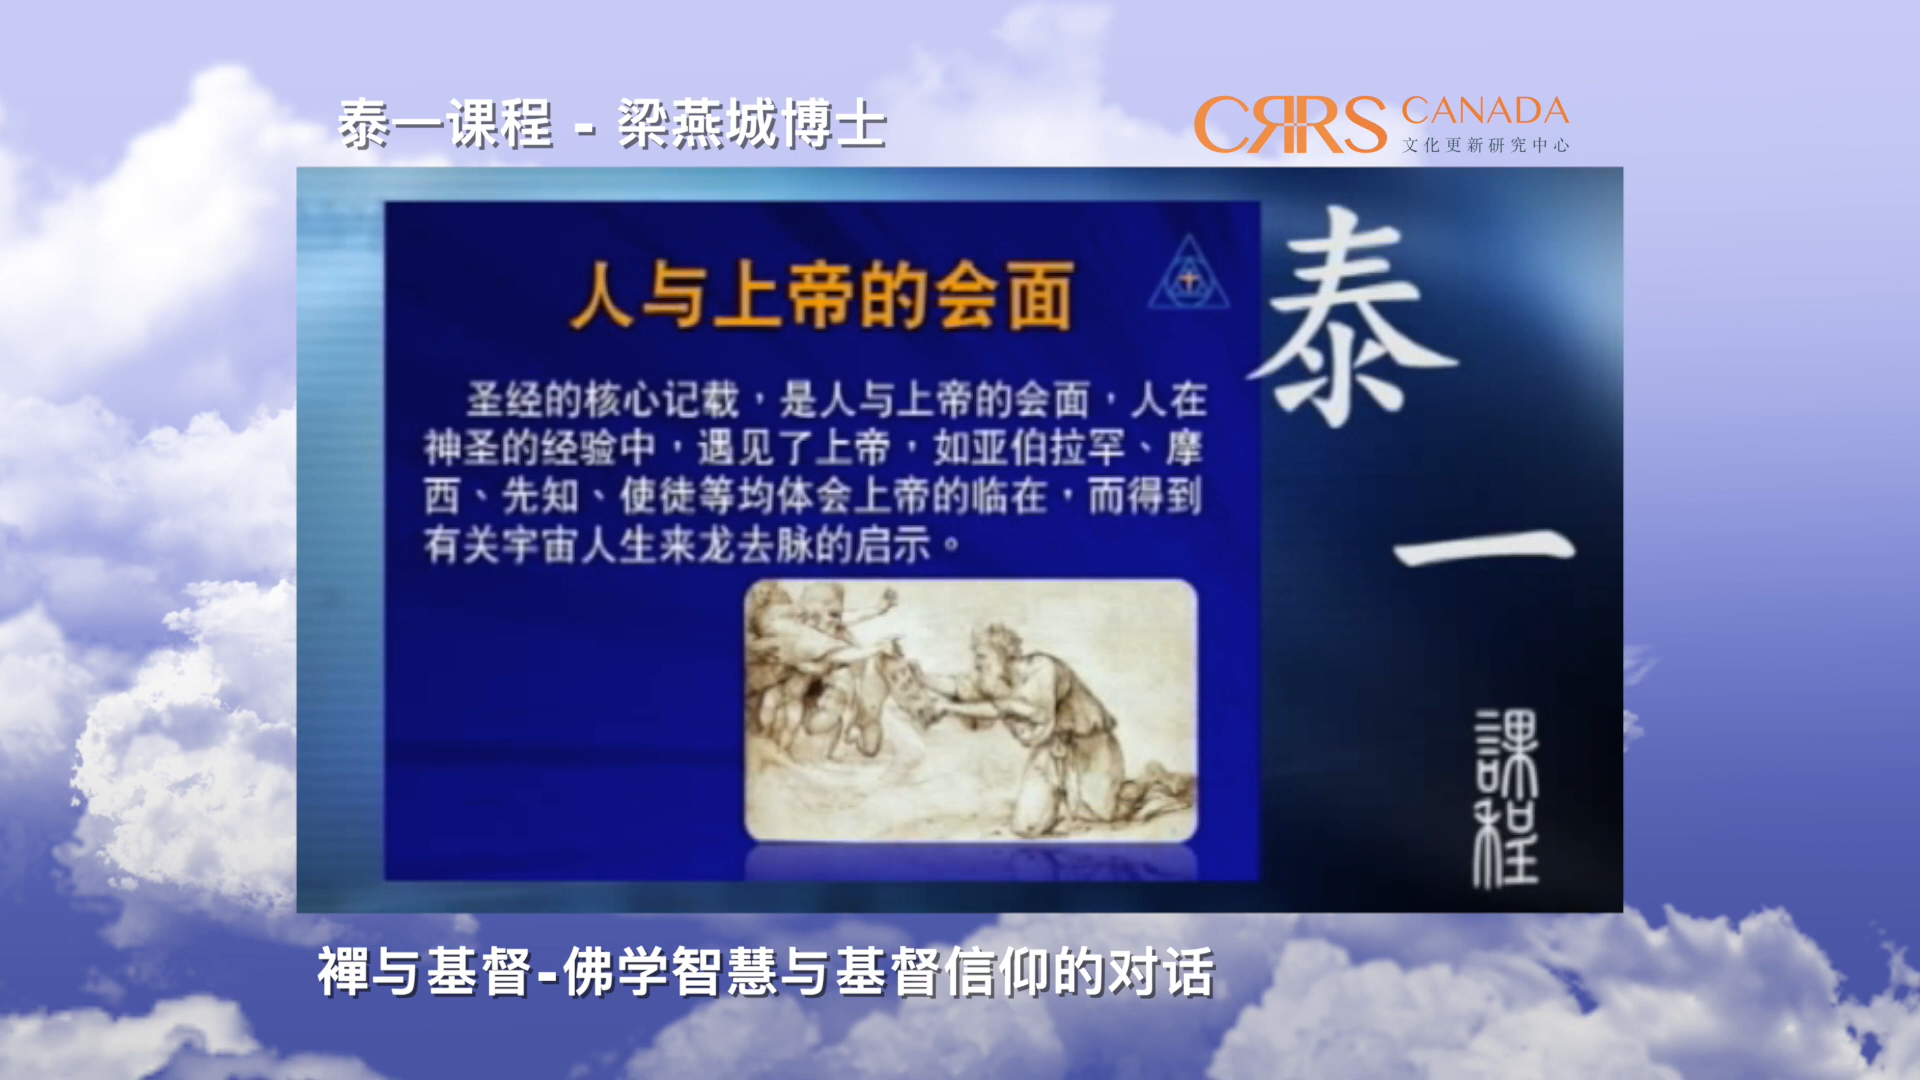 泰一课程 - 梁燕城博士
CRRS CANADA
文化更新研究中心
人与上帝的会面
圣经的核心记载，是人与上帝的会面，人在
神圣的经验中，遇见了上帝，如亚伯拉罕、摩
西、先知、使徒等均体会上帝的临在，而得到
有关宇宙人生来龙去脉的启示。
泰一
課程
禪与基督-佛学智慧与基督信仰的对话